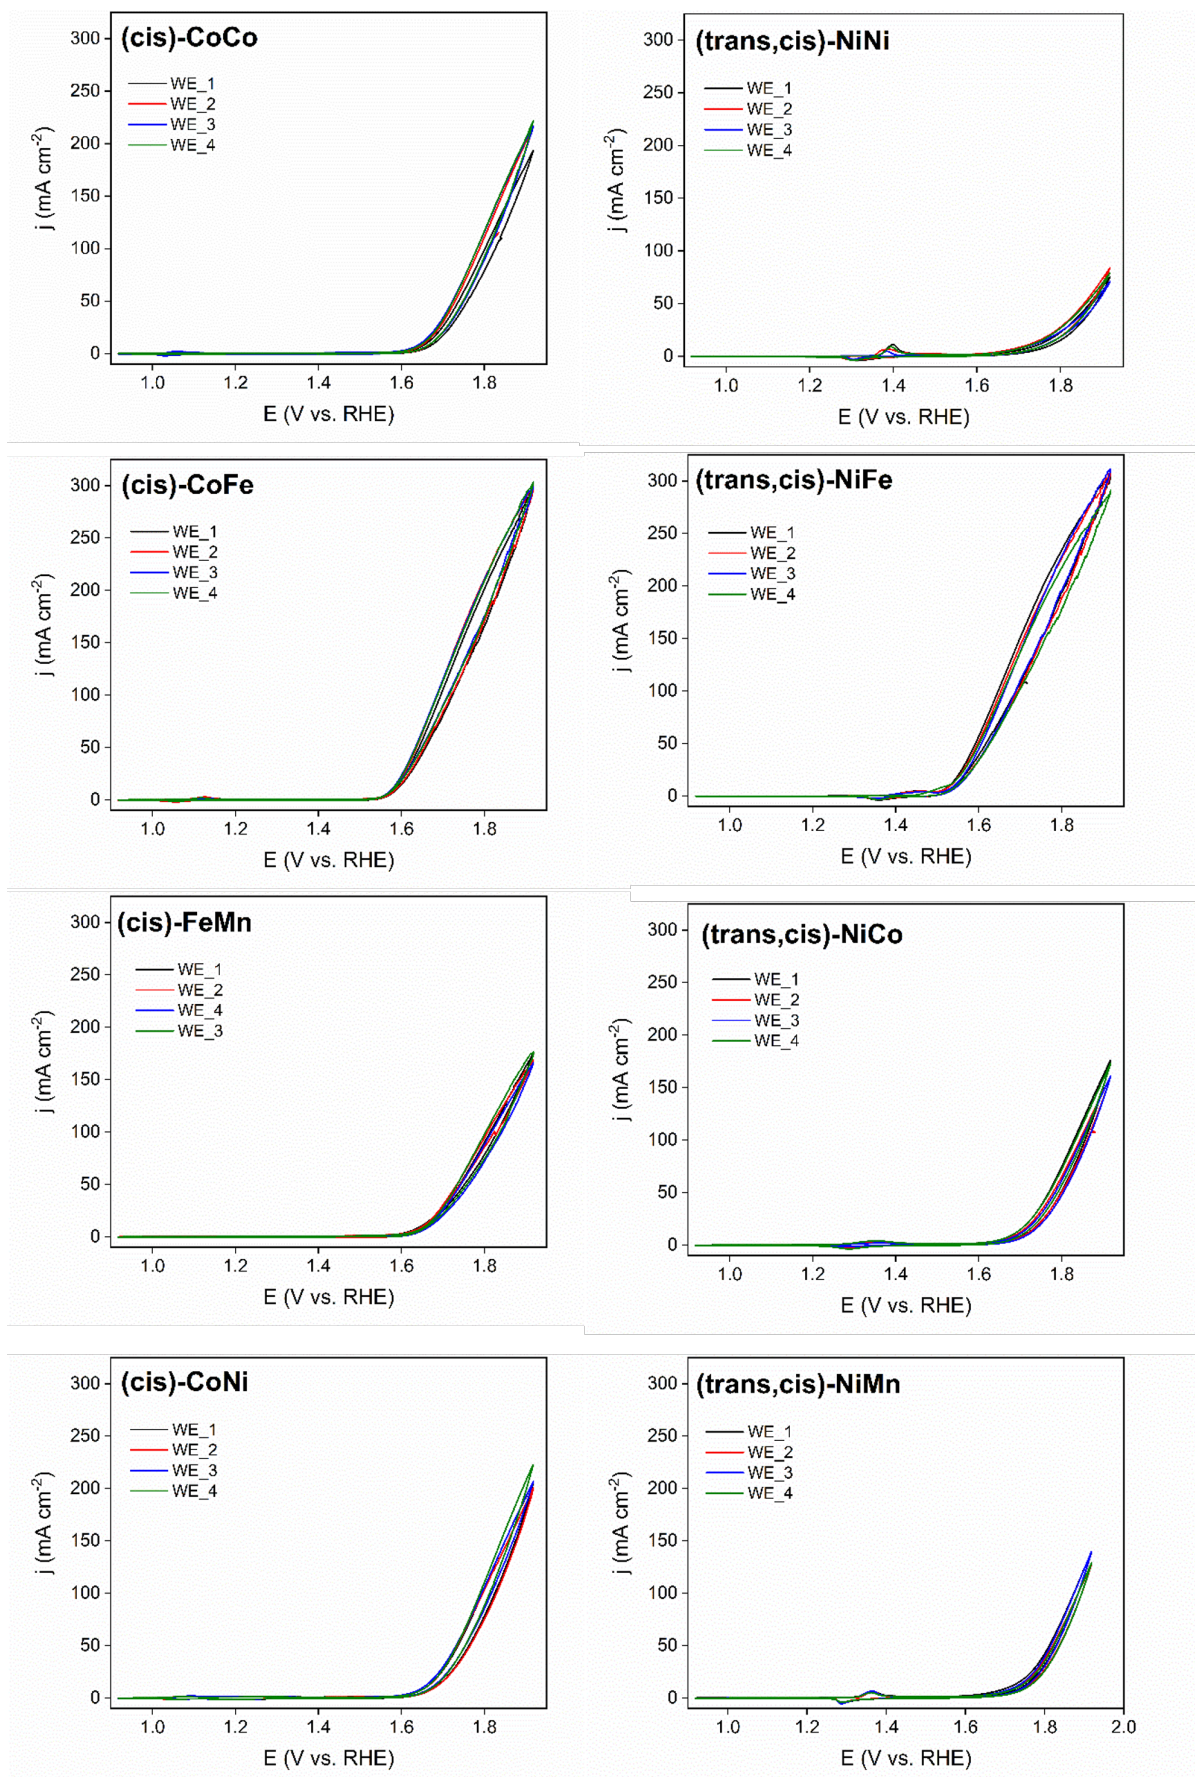 (cis)-CoCo
WE_1
WE_2
WE_3
WE_4
300
250
200
150
100
50
0
j (mA cm-2)
1.0 1.2 1.4 1.6 1.8
E (V vs. RHE)
(trans,cis)-NiNi
WE_1
WE_2
WE_3
WE_4
300
250
200
150
100
50
0
j (mA cm-2)
1.0 1.2 1.4 1.6 1.8
E (V vs. RHE)
(cis)-CoFe
WE_1
WE_2
WE_3
WE_4
300
250
200
150
100
50
0
j (mA cm-2)
1.0 1.2 1.4 1.6 1.8
E (V vs. RHE)
(trans,cis)-NiFe
WE_1
WE_2
WE_3
WE_4
300
250
200
150
100
50
0
j (mA cm-2)
1.0 1.2 1.4 1.6 1.8
E (V vs. RHE)
(cis)-FeMn
WE_1
WE_2
WE_4
WE_3
300
250
200
150
100
50
0
j (mA cm-2)
1.0 1.2 1.4 1.6 1.8
E (V vs. RHE)
(trans,cis)-NiCo
WE_1
WE_2
WE_3
WE_4
300
250
200
150
100
50
0
j (mA cm-2)
1.0 1.2 1.4 1.6 1.8
E (V vs. RHE)
(cis)-CoNi
WE_1
WE_2
WE_3
WE_4
300
250
200
150
100
50
0
j (mA cm-2)
1.0 1.2 1.4 1.6 1.8
E (V vs. RHE)
(trans,cis)-NiMn
WE_1
WE_2
WE_3
WE_4
300
250
200
150
100
50
0
j (mA cm-2)
1.0 1.2 1.4 1.6 1.8 2.0
E (V vs. RHE)